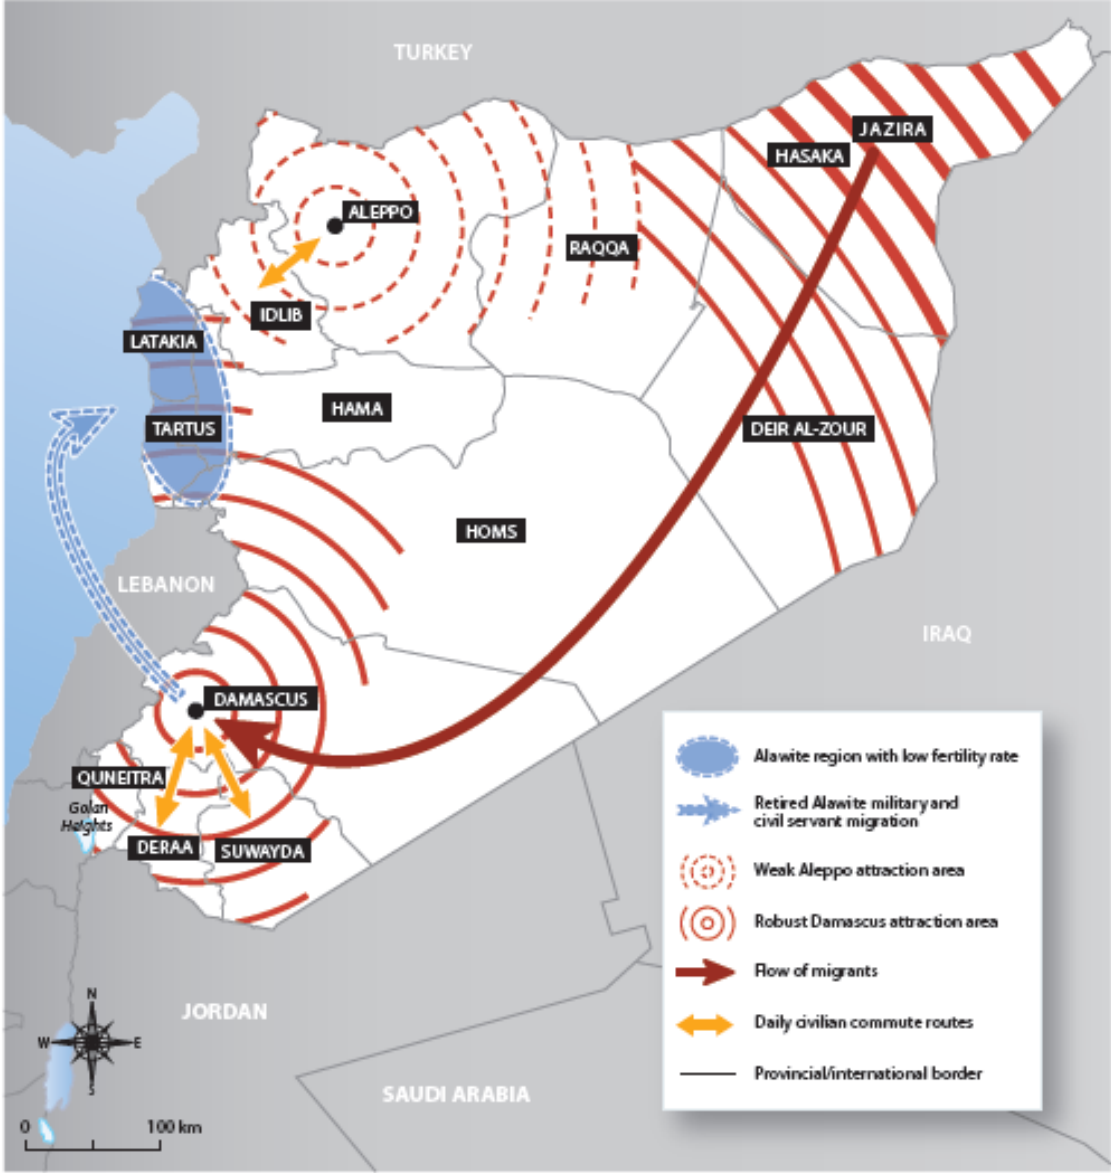 TURKEY
JAZIRA
HASAKA
ALEPPO
RAQQA
IDLIB
LATAKIA
HAMA
TARTUS
DEIR AL-ZOUR
HOMS
LEBANON
IRAQ
DAMASCUS
QUNEITRA
Golan
Heights
DERAA
SUWAYDA
Alawite region with low fertility rate
Retired Alawite military and
civil servant migration
Weak Aleppo attraction area
Robust Damascus attraction area
Flow of migrants
Daily civilian commute routes
Provincial/international border
N
W
E
S
JORDAN
SAUDI ARABIA
0
100 km